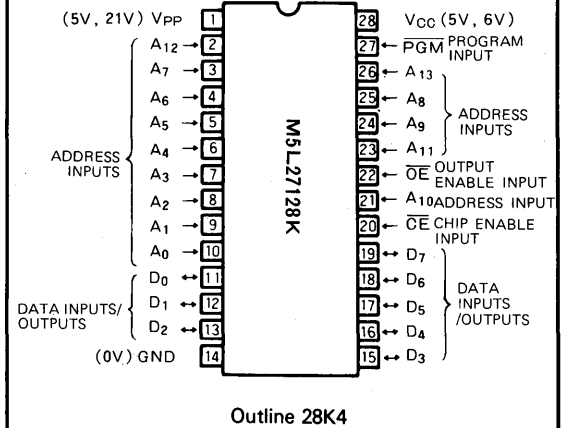 (5V, 21V) VPP 1
A12 2
A7 3
A6 4
A5 5
A4 6
A3 7
A2 8
A1 9
A0 10
D0 11
D1 12
D2 13
(0V) GND 14
ADDRESS
INPUTS
DATA INPUTS/
OUTPUTS
M5L27128K
28 VCC (5V, 6V)
27 PGM PROGRAM
INPUT
26 A13
25 A8
24 A9
23 A11
ADDRESS
INPUTS
22 OE OUTPUT
ENABLE INPUT
21 A10 ADDRESS INPUT
20 CE CHIP ENABLE
INPUT
19 D7
18 D6
17 D5
16 D4
15 D3
DATA
INPUTS
/OUTPUTS
Outline 28K4